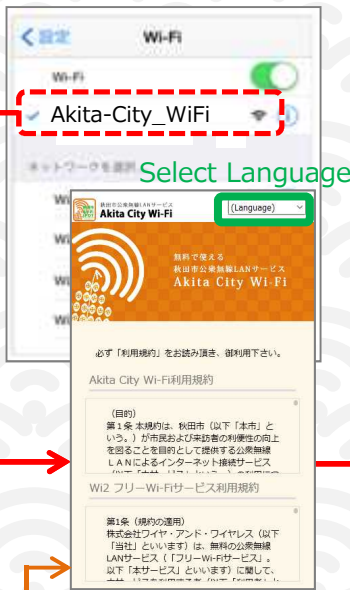 設定
Wi-Fi
Wi-Fi
Akita-City_WiFi
ネットワークを選択
Select Language
秋田市公衆無線LANサービス
Akita City Wi-Fi
(Language)
無料で使える
秋田市公衆無線LANサービス
Akita City Wi-Fi
必ず「利用規約」をお読み頂き、御利用下さい。
Akita City Wi-Fi利用規約
（目的）
第1条 本規約は、秋田市（以下「本市」と
いう。）が市民および来訪者の利便性の向上
を図ることを目的として提供する公衆無線
ＬＡＮによるインターネット接続サービス
Wi2 フリーWi-Fiサービス利用規約
第1条（規約の適用）
株式会社ワイヤ・アンド・ワイヤレス（以下
「当社」といいます）は、無料の公衆無線
LANサービス（「フリーWi-Fiサービス」。
以下「本サービス」といいます）に関して、